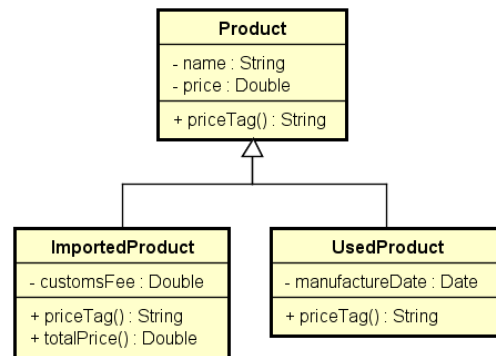 Product
- name : String
- price : Double
+ priceTag() : String
ImportedProduct
- customsFee : Double
+ priceTag() : String
+ totalPrice() : Double
UsedProduct
- manufactureDate : Date
+ priceTag() : String